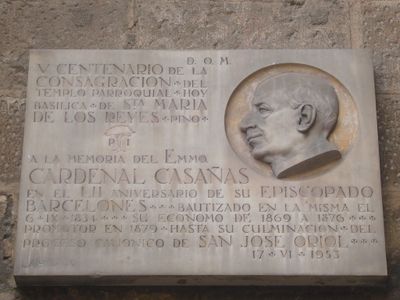 D. O. M.
V CENTENARIO DE LA
CONSAGRACION DEL
TEMPLO PARROQUIAL * HOY
BASILICA * DE STA MARIA
DE LOS REYES * PINO *
P I
A LA MEMORIA DEL EMMO
CARDENAL CASAÑAS
EN EL LII ANIVERSARIO DE SU EPISCOPADO
BARCELONES *** BAUTIZADO EN LA MISMA EL
6-IX-1834 *** SU ECONOMO DE 1869 A 1876 ***
PROMOTOR EN 1879 * HASTA SU CULMINACION * DEL
PROCESO CANONICO DE SAN JOSE ORIOL ***
17 * VI * 1953